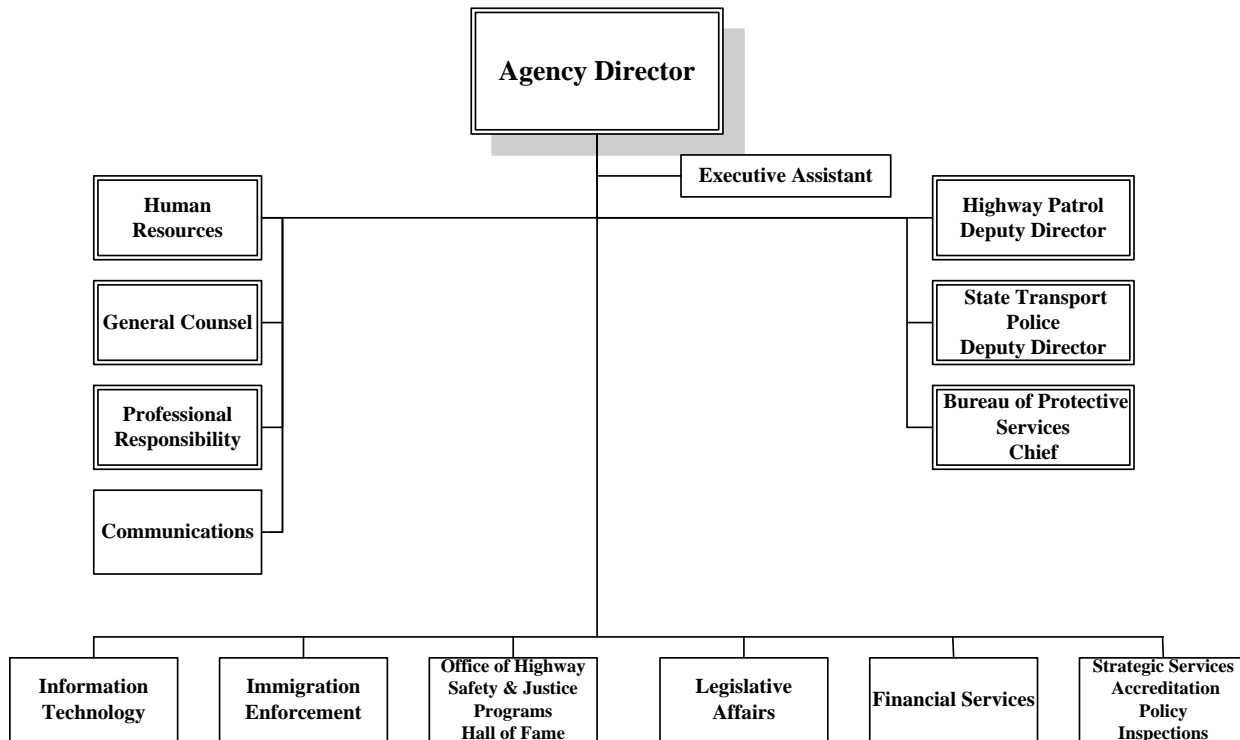 Agency Director
Executive Assistant
Human
Resources
Highway Patrol
Deputy Director
General Counsel
State Transport
Police
Deputy Director
Professional
Responsibility
Bureau of Protective
Services
Chief
Communications
Information
Technology
Immigration
Enforcement
Office of Highway
Safety & Justice
Programs
Hall of Fame
Legislative
Affairs
Financial Services
Strategic Services
Accreditation
Policy
Inspections